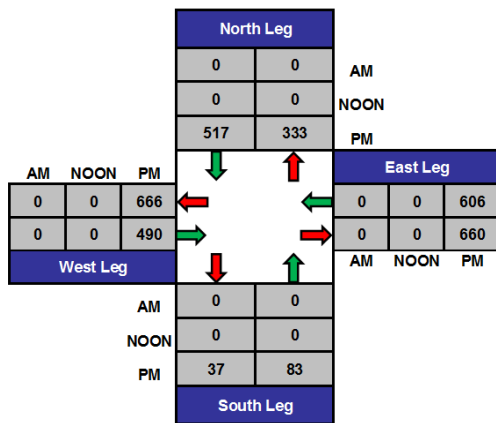 North Leg
0 0 AM
0 0 NOON
517 333 PM
AM NOON PM East Leg
0 0 666 0 0 606
0 0 490 0 0 660
West Leg AM NOON PM
AM 0 0
NOON 0 0
PM 37 83
South Leg